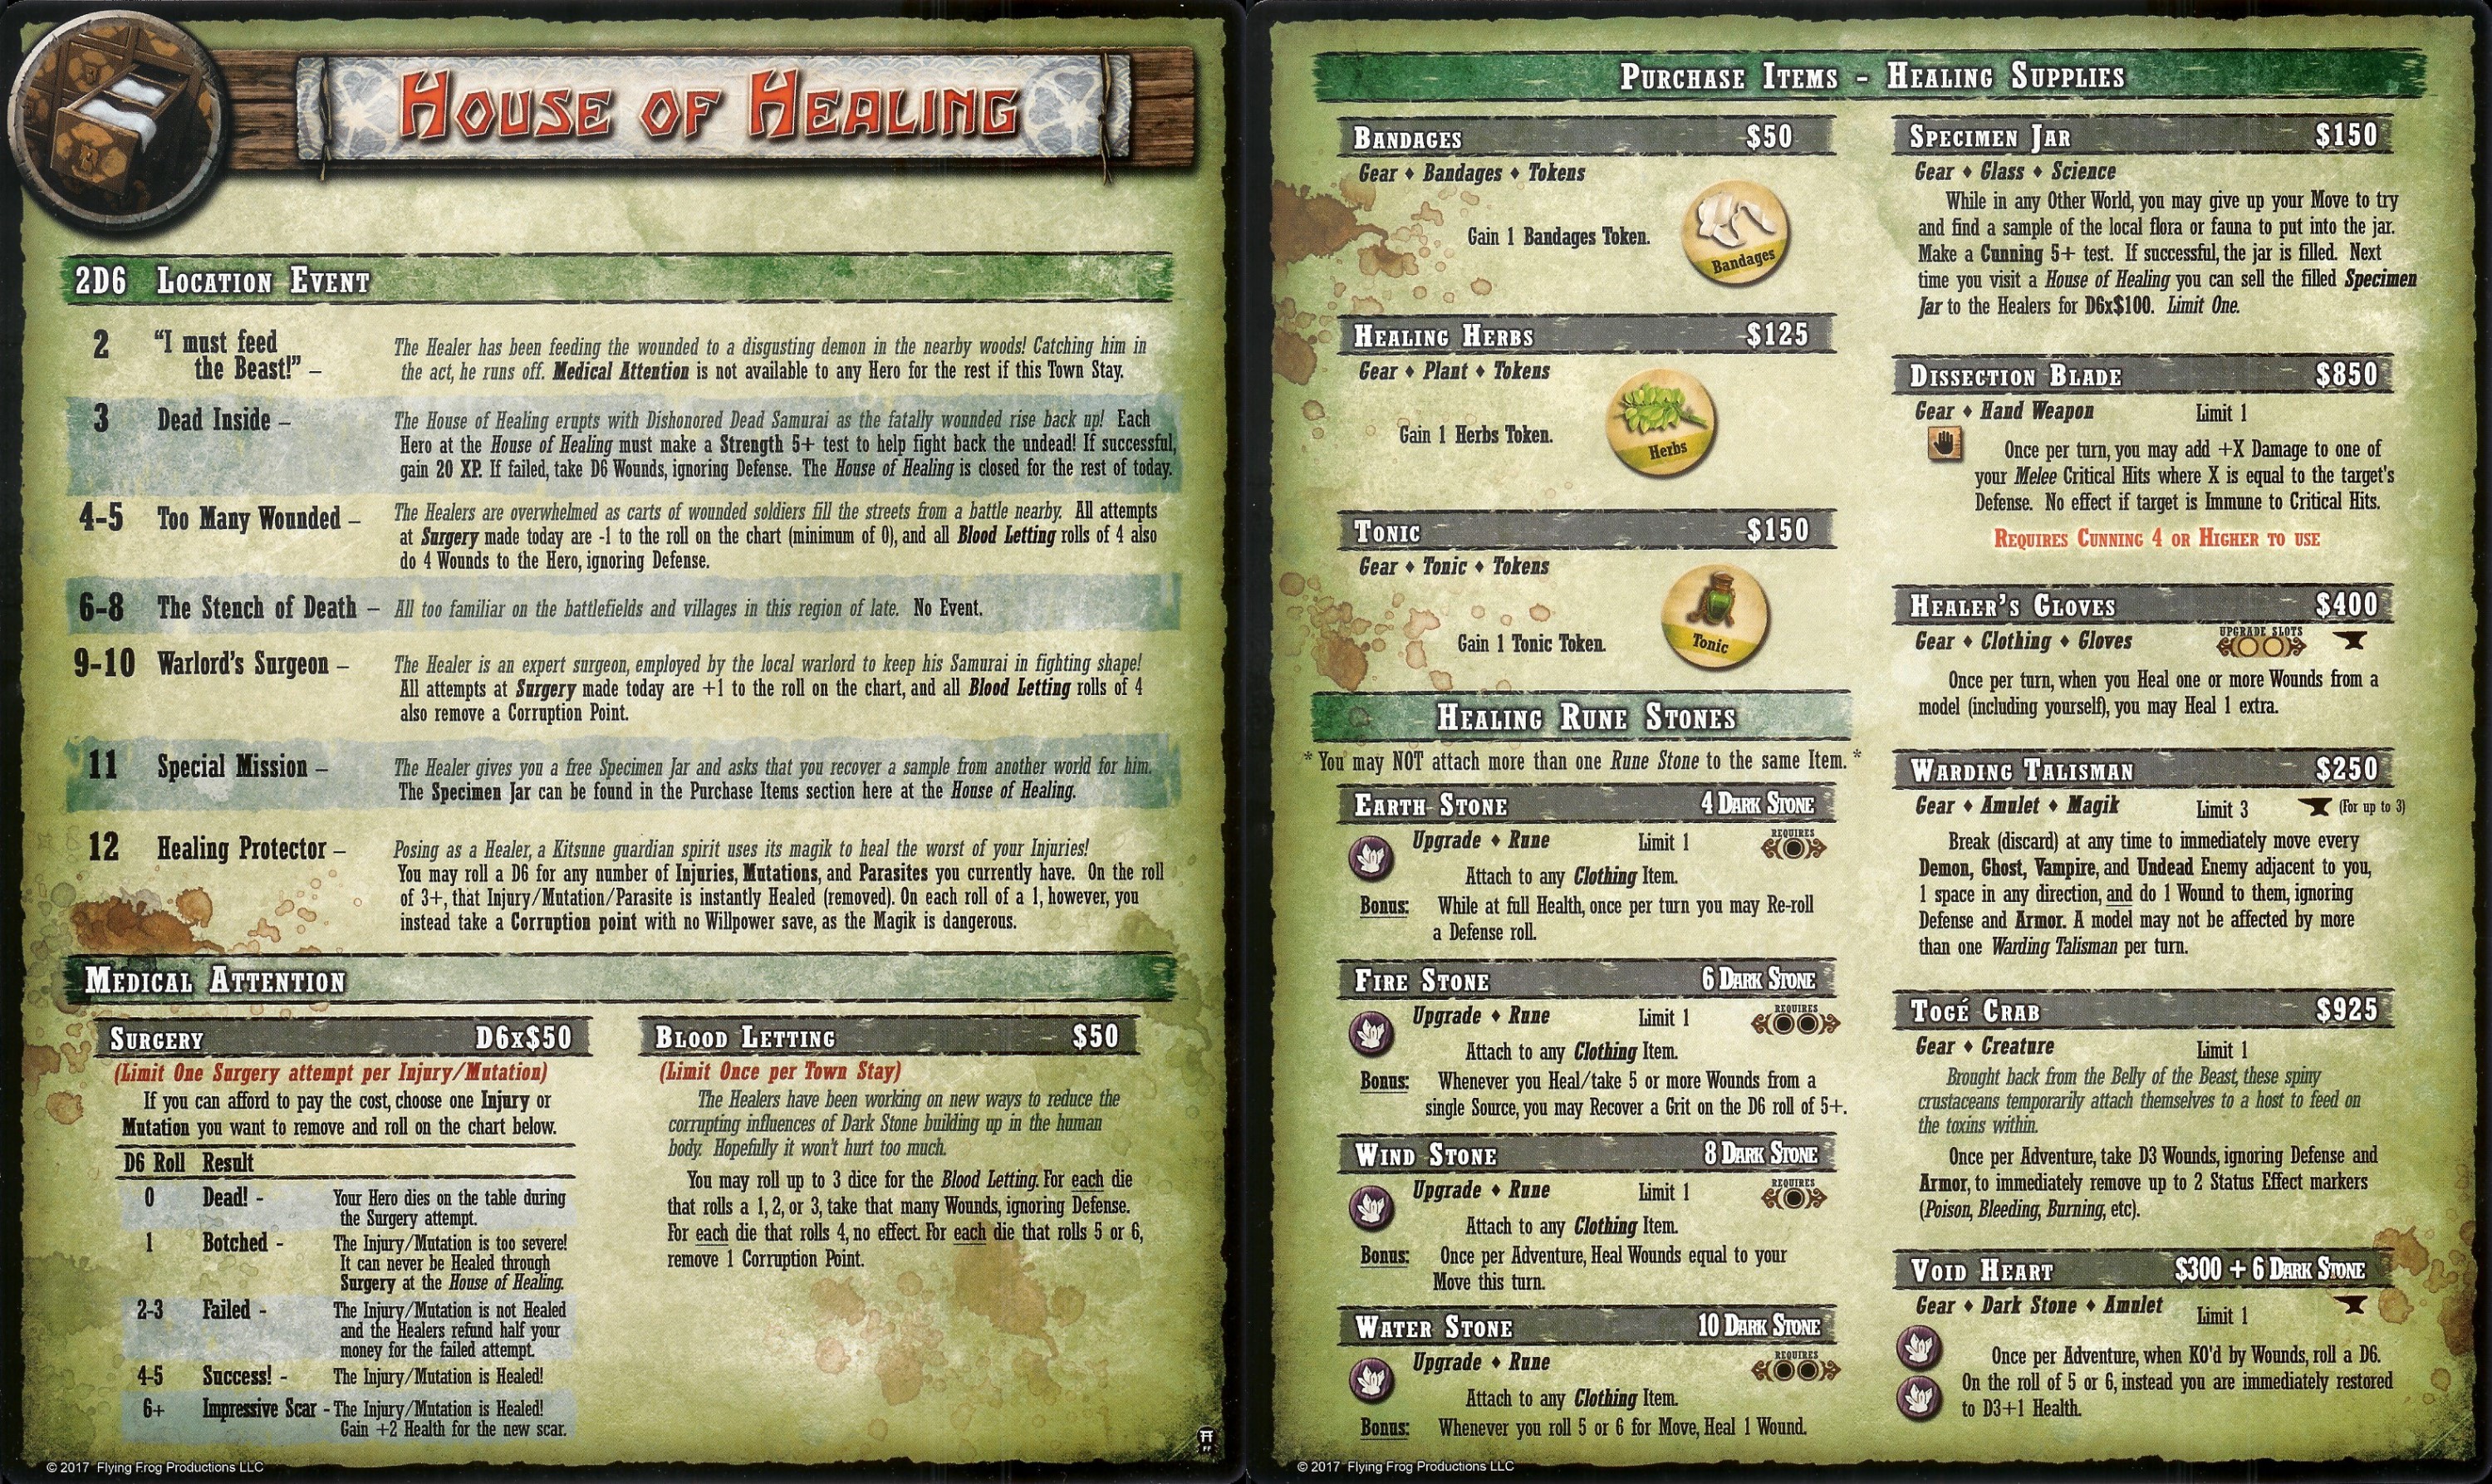 HOUSE OF HEALING
2D6 LOCATION EVENT
2 "I must feed the Beast!" – The Healer has been feeding the wounded to a disgusting demon in the nearby woods! Catching him in
the act, he runs off. Medical Attention is not available to any Hero for the rest if this Town Stay.
3 Dead Inside – The House of Healing erupts with Dishonored Dead Samurai as the fatally wounded rise back up! Each
Hero at the House of Healing must make a Strength 5+ test to help fight back the undead! If successful,
gain 20 XP. If failed, take D6 Wounds, ignoring Defense. The House of Healing is closed for the rest of today.
4-5 Too Many Wounded – The Healers are overwhelmed as carts of wounded soldiers fill the streets from a battle nearby. All attempts
at Surgery made today are -1 to the roll on the chart (minimum of 0), and all Blood Letting rolls of 4 also
do 4 Wounds to the Hero, ignoring Defense.
6-8 The Stench of Death – All too familiar on the battlefields and villages in this region of late. No Event.
9-10 Warlord's Surgeon – The Healer is an expert surgeon, employed by the local warlord to keep his Samurai in fighting shape!
All attempts at Surgery made today are +1 to the roll on the chart, and all Blood Letting rolls of 4
also remove a Corruption Point.
11 Special Mission – The Healer gives you a free Specimen Jar and asks that you recover a sample from another world for him.
The Specimen Jar can be found in the Purchase Items section here at the House of Healing.
12 Healing Protector – Posing as a Healer, a Kitsune guardian spirit uses its magik to heal the worst of your Injuries!
You may roll a D6 for any number of Injuries, Mutations, and Parasites you currently have. On the roll
of 3+, that Injury/Mutation/Parasite is instantly Healed (removed). On each roll of a 1, however, you
instead take a Corruption point with no Willpower save, as the Magik is dangerous.
MEDICAL ATTENTION
SURGERY D6x$50
(Limit One Surgery attempt per Injury/Mutation)
If you can afford to pay the cost, choose one Injury or
Mutation you want to remove and roll on the chart below.
D6 Roll Result
0 Dead! - Your Hero dies on the table during
the Surgery attempt.
1 Botched - The Injury/Mutation is too severe!
It can never be Healed through
Surgery at the House of Healing.
2-3 Failed - The Injury/Mutation is not Healed
and the Healers refund half your
money for the failed attempt.
4-5 Success! - The Injury/Mutation is Healed!
6+ Impressive Scar - The Injury/Mutation is Healed!
Gain +2 Health for the new scar.
BLOOD LETTING $50
(Limit Once per Town Stay)
The Healers have been working on new ways to reduce the
corrupting influences of Dark Stone building up in the human
body. Hopefully it won't hurt too much.
You may roll up to 3 dice for the Blood Letting. For each die
that rolls a 1, 2, or 3, take that many Wounds, ignoring Defense.
For each die that rolls 4, no effect. For each die that rolls 5 or 6,
remove 1 Corruption Point.
© 2017 Flying Frog Productions LLC
FF
PURCHASE ITEMS - HEALING SUPPLIES
BANDAGES $50
Gear ♦ Bandages ♦ Tokens
Gain 1 Bandages Token.
Bandages
HEALING HERBS $125
Gear ♦ Plant ♦ Tokens
Gain 1 Herbs Token.
Herbs
TONIC $150
Gear ♦ Tonic ♦ Tokens
Gain 1 Tonic Token.
Tonic
HEALING RUNE STONES
* You may NOT attach more than one Rune Stone to the same Item. *
EARTH STONE 4 DARK STONE
Upgrade ♦ Rune Limit 1 REQUIRES
Attach to any Clothing Item.
Bonus: While at full Health, once per turn you may Re-roll
a Defense roll.
FIRE STONE 6 DARK STONE
Upgrade ♦ Rune Limit 1 REQUIRES
Attach to any Clothing Item.
Bonus: Whenever you Heal/take 5 or more Wounds from a
single Source, you may Recover a Grit on the D6 roll of 5+.
WIND STONE 8 DARK STONE
Upgrade ♦ Rune Limit 1 REQUIRES
Attach to any Clothing Item.
Bonus: Once per Adventure, Heal Wounds equal to your
Move this turn.
WATER STONE 10 DARK STONE
Upgrade ♦ Rune REQUIRES
Attach to any Clothing Item.
Bonus: Whenever you roll 5 or 6 for Move, Heal 1 Wound.
SPECIMEN JAR $150
Gear ♦ Glass ♦ Science
While in any Other World, you may give up your Move to try
and find a sample of the local flora or fauna to put into the jar.
Make a Cunning 5+ test. If successful, the jar is filled. Next
time you visit a House of Healing you can sell the filled Specimen
Jar to the Healers for D6x$100. Limit One.
DISSECTION BLADE $850
Gear ♦ Hand Weapon Limit 1
Once per turn, you may add +X Damage to one of
your Melee Critical Hits where X is equal to the target's
Defense. No effect if target is Immune to Critical Hits.
REQUIRES CUNNING 4 OR HIGHER TO USE
HEALER'S GLOVES $400
Gear ♦ Clothing ♦ Gloves UPGRADE SLOTS
Once per turn, when you Heal one or more Wounds from a
model (including yourself), you may Heal 1 extra.
WARDING TALISMAN $250
Gear ♦ Amulet ♦ Magik Limit 3 (For up to 3)
Break (discard) at any time to immediately move every
Demon, Ghost, Vampire, and Undead Enemy adjacent to you,
1 space in any direction, and do 1 Wound to them, ignoring
Defense and Armor. A model may not be affected by more
than one Warding Talisman per turn.
TOGÉ CRAB $925
Gear ♦ Creature Limit 1
Brought back from the Belly of the Beast, these spiny
crustaceans temporarily attach themselves to a host to feed on
the toxins within.
Once per Adventure, take D3 Wounds, ignoring Defense and
Armor, to immediately remove up to 2 Status Effect markers
(Poison, Bleeding, Burning, etc).
VOID HEART $300 + 6 DARK STONE
Gear ♦ Dark Stone ♦ Amulet Limit 1
Once per Adventure, when KO'd by Wounds, roll a D6.
On the roll of 5 or 6, instead you are immediately restored
to D3+1 Health.
© 2017 Flying Frog Productions LLC